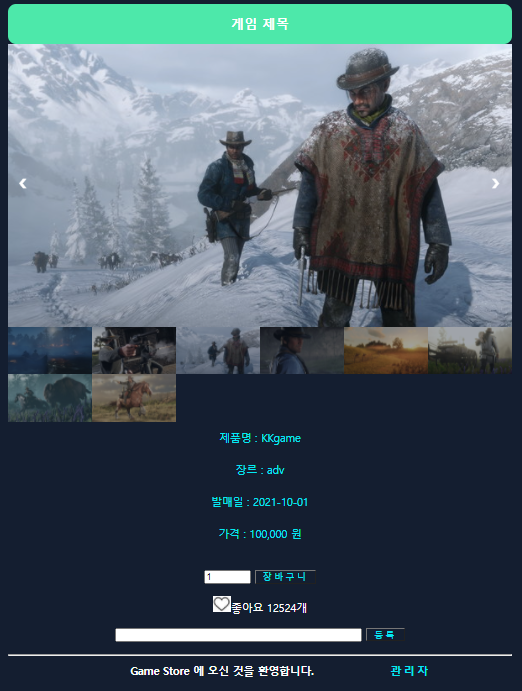 게임 제목
‹ ›
제품명 : KKgame
장르 : adv
발매일 : 2021-10-01
가격 : 100,000 원
1 장바구니
좋아요 12524개
등록
Game Store 에 오신 것을 환영합니다. 관리자